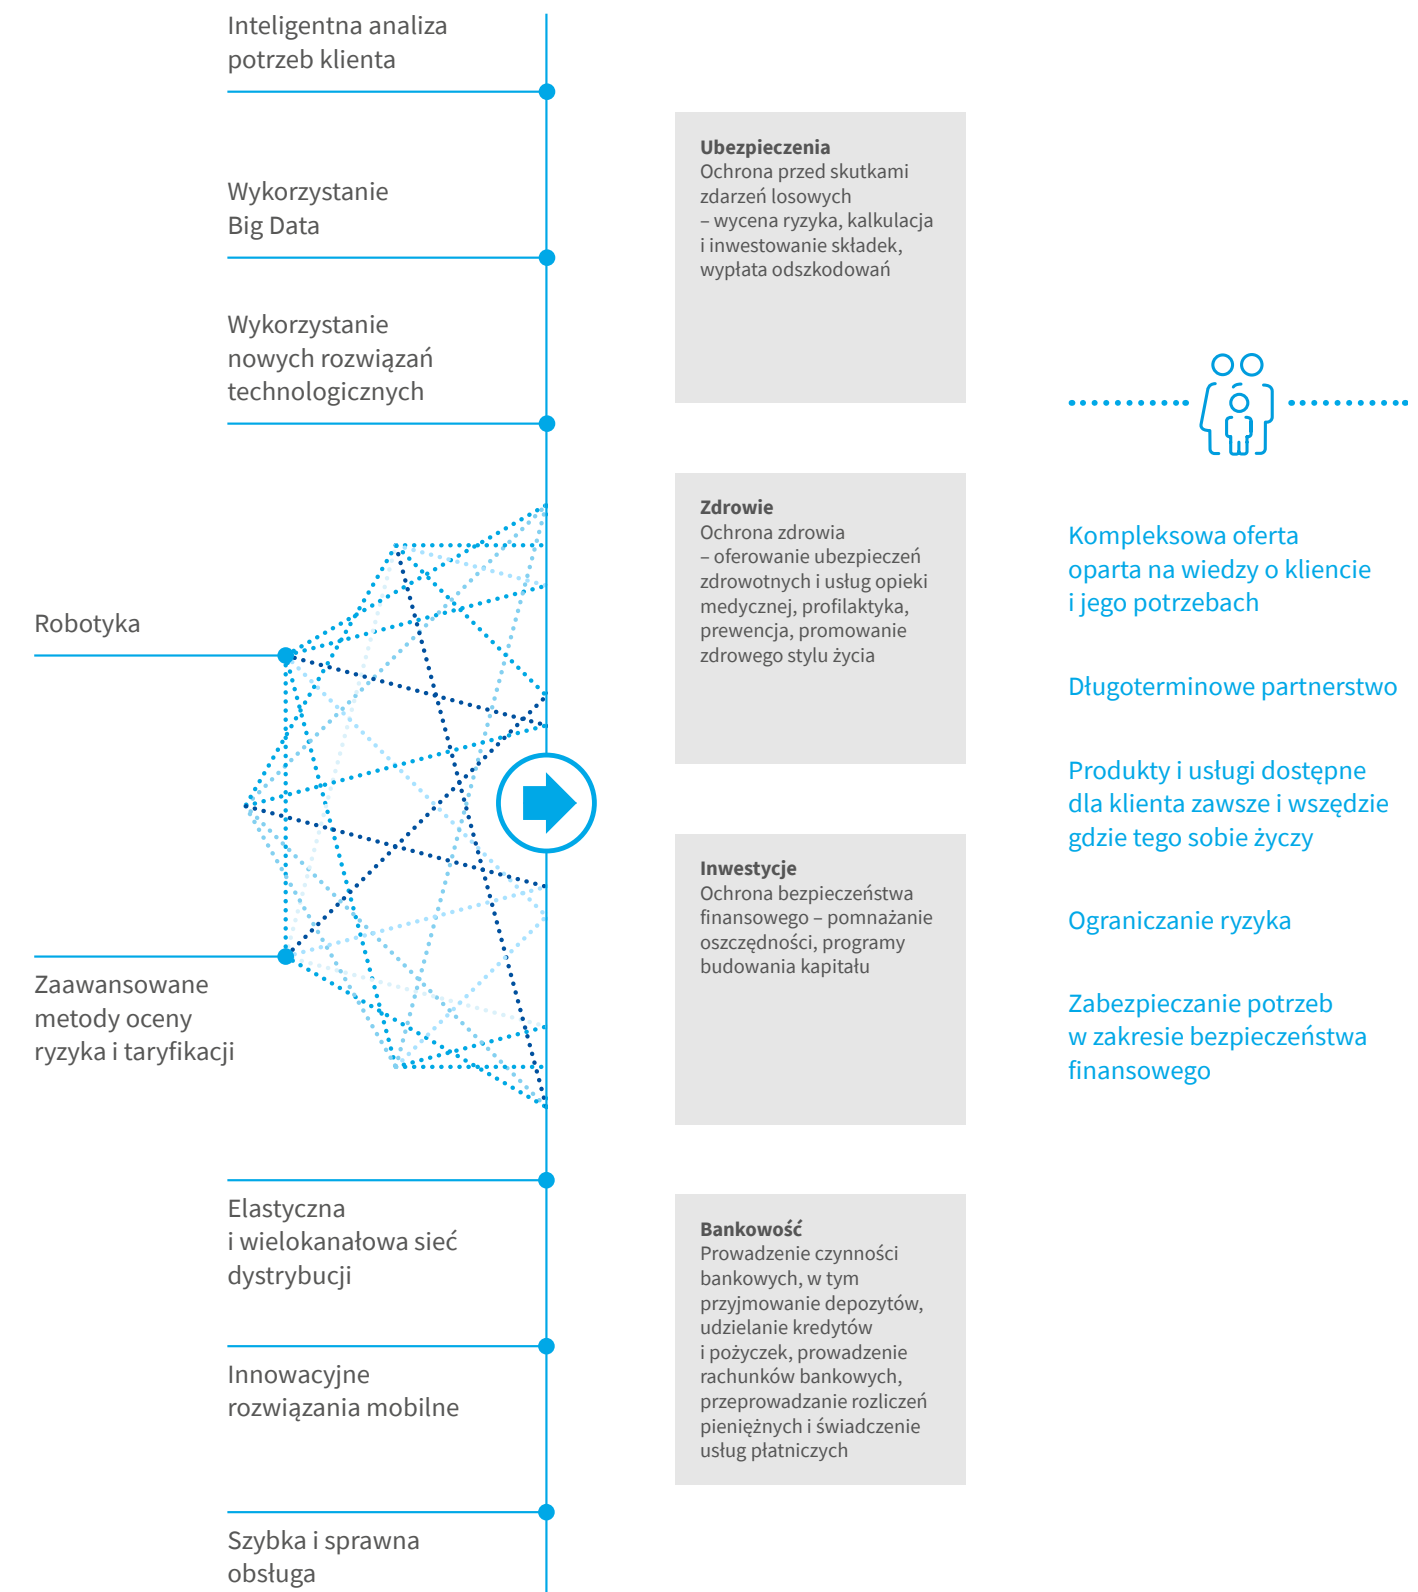 Inteligentna analiza
potrzeb klienta
Wykorzystanie
Big Data
Wykorzystanie
nowych rozwiązań
technologicznych
Robotyka
Zaawansowane
metody oceny
ryzyka i taryfikacji
Elastyczna
i wielokanałowa sieć
dystrybucji
Innowacyjne
rozwiązania mobilne
Szybka i sprawna
obsługa
Ubezpieczenia
Ochrona przed skutkami
zdarzeń losowych
– wycena ryzyka, kalkulacja
i inwestowanie składek,
wypłata odszkodowań
Zdrowie
Ochrona zdrowia
– oferowanie ubezpieczeń
zdrowotnych i usług opieki
medycznej, profilaktyka,
prewencja, promowanie
zdrowego stylu życia
Inwestycje
Ochrona bezpieczeństwa
finansowego – pomnażanie
oszczędności, programy
budowania kapitału
Bankowość
Prowadzenie czynności
bankowych, w tym
przyjmowanie depozytów,
udzielanie kredytów
i pożyczek, prowadzenie
rachunków bankowych,
przeprowadzanie rozliczeń
pieniężnych i świadczenie
usług płatniczych
Kompleksowa oferta
oparta na wiedzy o kliencie
i jego potrzebach
Długoterminowe partnerstwo
Produkty i usługi dostępne
dla klienta zawsze i wszędzie
gdzie tego sobie życzy
Ograniczanie ryzyka
Zabezpieczanie potrzeb
w zakresie bezpieczeństwa
finansowego